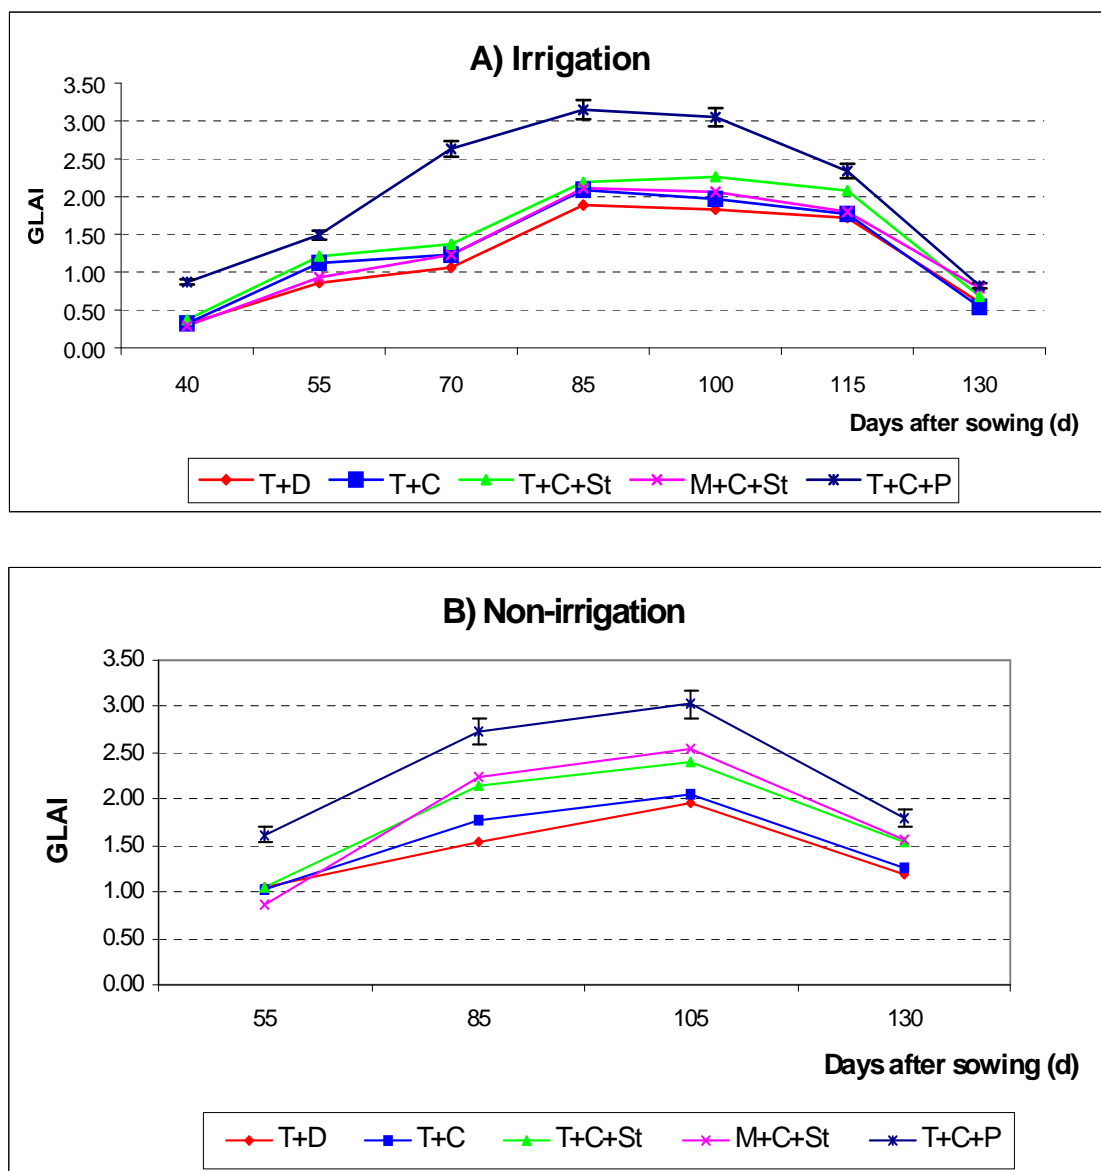 A) Irrigation
3.50
3.00
2.50
2.00
1.50
1.00
0.50
0.00
GLAI
40 55 70 85 100 115 130
Days after sowing (d)
T+D T+C T+C+St M+C+St T+C+P
B) Non-irrigation
3.50
3.00
2.50
2.00
1.50
1.00
0.50
0.00
GLAI
55 85 105 130
Days after sowing (d)
T+D T+C T+C+St M+C+St T+C+P